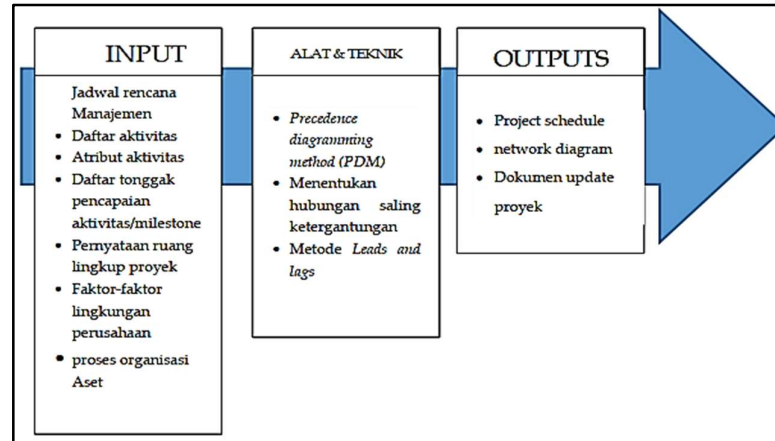 INPUT
Jadwal rencana
Manajemen
• Daftar aktivitas
• Atribut aktivitas
• Daftar tonggak
pencapaian
aktivitas/milestone
• Pernyataan ruang
lingkup proyek
• Faktor-faktor
lingkungan
perusahaan
• proses organisasi
Aset
ALAT & TEKNIK
• Precedence
diagramming
method (PDM)
• Menentukan
hubungan saling
ketergantungan
• Metode Leads and
lags
OUTPUTS
• Project schedule
• network diagram
• Dokumen update
proyek